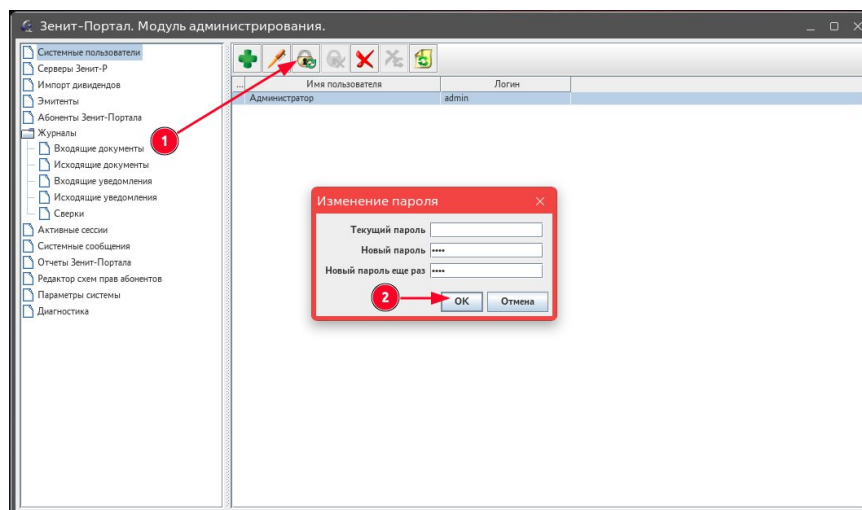 Зенит-Портал. Модуль администрирования.
Системные пользователи
Серверы Зенит-Р
Импорт дивидендов
Эмитенты
Абоненты Зенит-Портала
Журналы
Входящие документы
Исходящие документы
Входящие уведомления
Исходящие уведомления
Сверки
Активные сессии
Системные сообщения
Отчеты Зенит-Портала
Редактор схем прав абонентов
Параметры системы
Диагностика
... Имя пользователя Логин
Администратор admin
1
Изменение пароля
Текущий пароль
Новый пароль ••••
Новый пароль еще раз ••••
2 OK Отмена